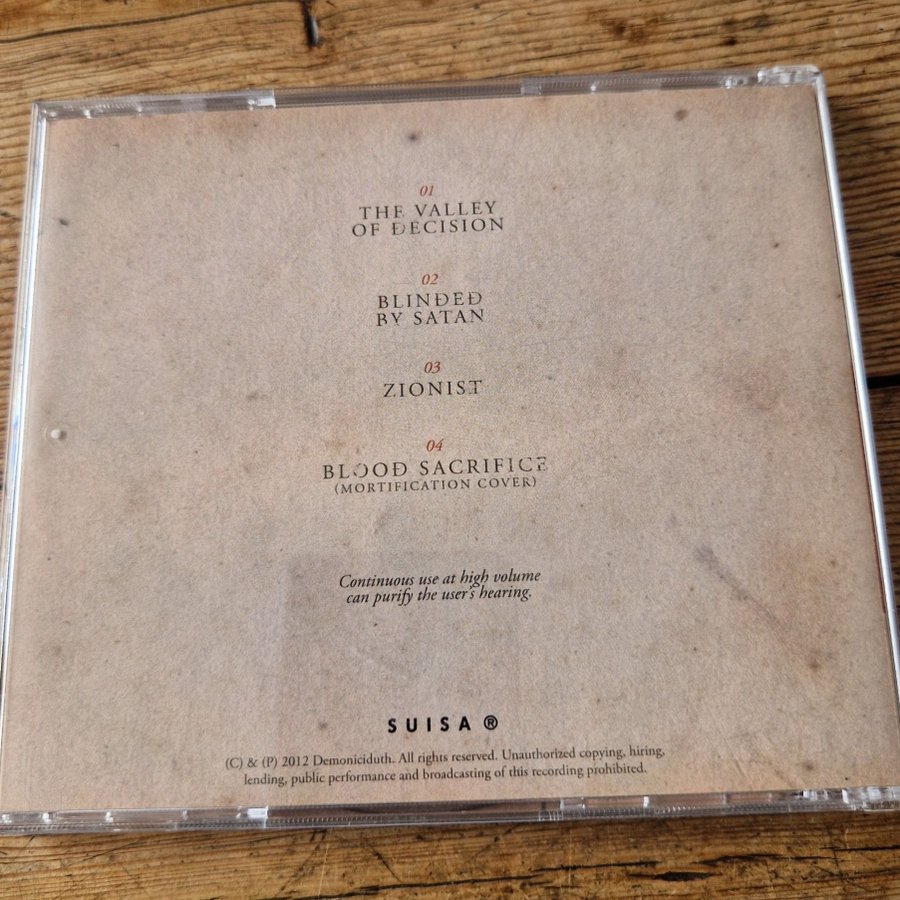 01
THE VALLEY
OF DECISION
02
BLINDED
BY SATAN
03
ZIONIST
04
BLOOD SACRIFICE
(MORTIFICATION COVER)
Continuous use at high volume
can purify the user's hearing.
SUISA ®
(C) & (P) 2012 Demoniciduth. All rights reserved. Unauthorized copying, hiring,
lending, public performance and broadcasting of this recording prohibited.